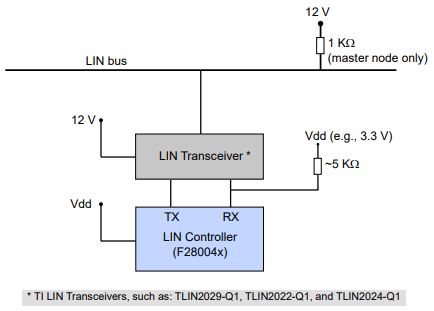 12 V
1 KΩ
(master node only)
LIN bus
12 V
LIN Transceiver *
Vdd (e.g., 3.3 V)
~5 KΩ
Vdd
TX RX
LIN Controller
(F28004x)
* TI LIN Transceivers, such as: TLIN2029-Q1, TLIN2022-Q1, and TLIN2024-Q1